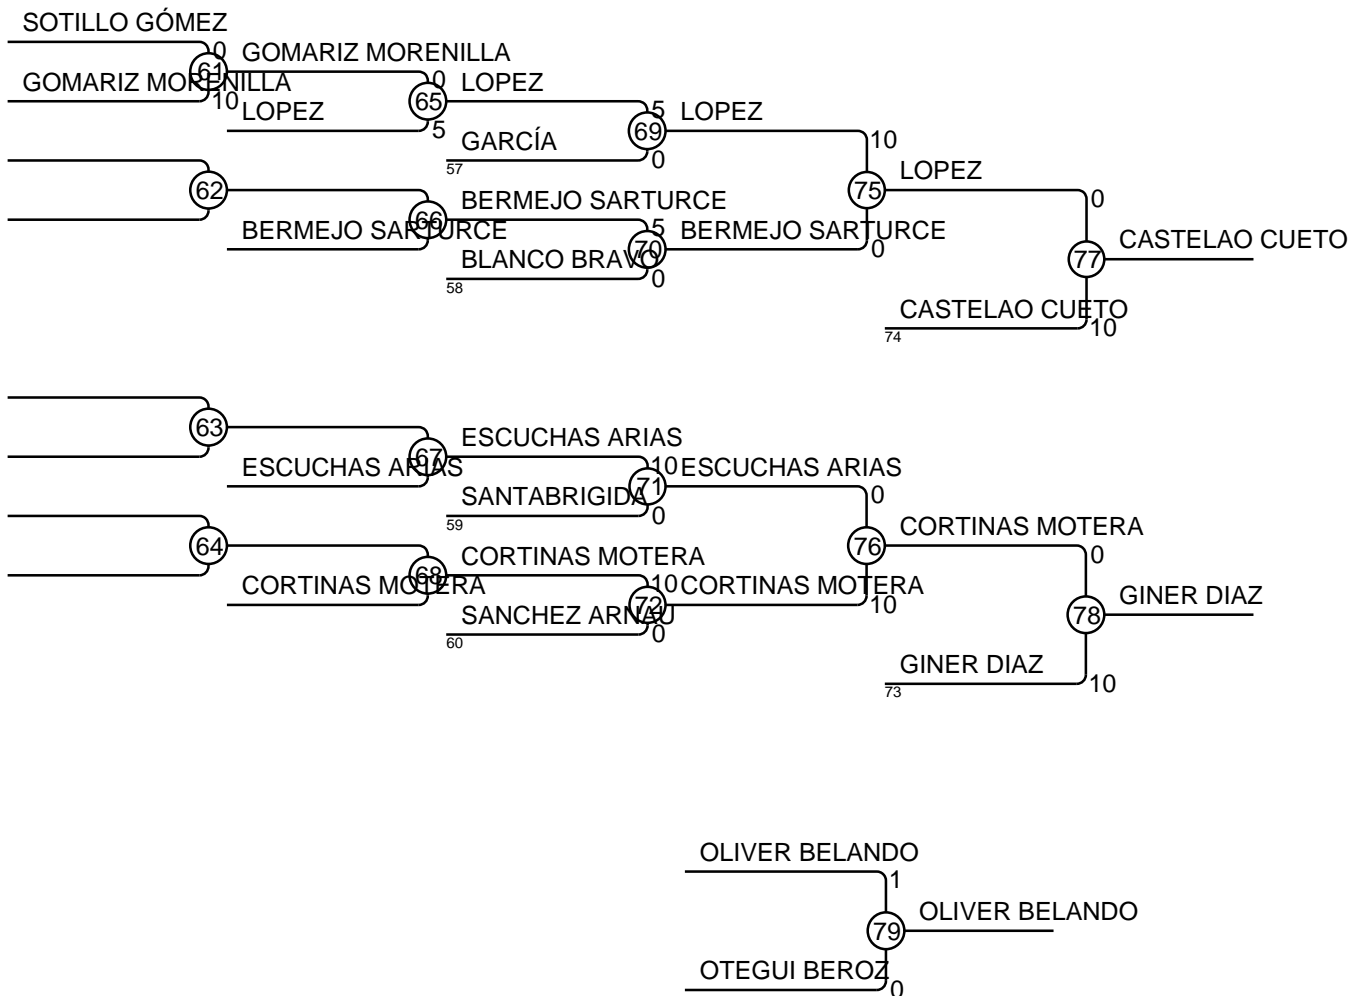 SOTILLO GÓMEZ
0
61
GOMARIZ MORENILLA
GOMARIZ MORENILLA
10
0
65
LOPEZ
LOPEZ
5
5
69
LOPEZ
GARCÍA
57
0
10
75
LOPEZ
62
66
BERMEJO SARTURCE
BERMEJO SARTURCE
5
70
BERMEJO SARTURCE
BLANCO BRAVO
58
0
0
0
77
CASTELAO CUETO
CASTELAO CUETO
74
10
63
67
ESCUCHAS ARIAS
ESCUCHAS ARIAS
10
71
ESCUCHAS ARIAS
SANTABRIGIDA
59
0
0
76
CORTINAS MOTERA
64
68
CORTINAS MOTERA
CORTINAS MOTERA
10
72
CORTINAS MOTERA
SANCHEZ ARNAU
60
0
10
0
78
GINER DIAZ
GINER DIAZ
73
10
OLIVER BELANDO
1
79
OLIVER BELANDO
OTEGUI BEROZ
0